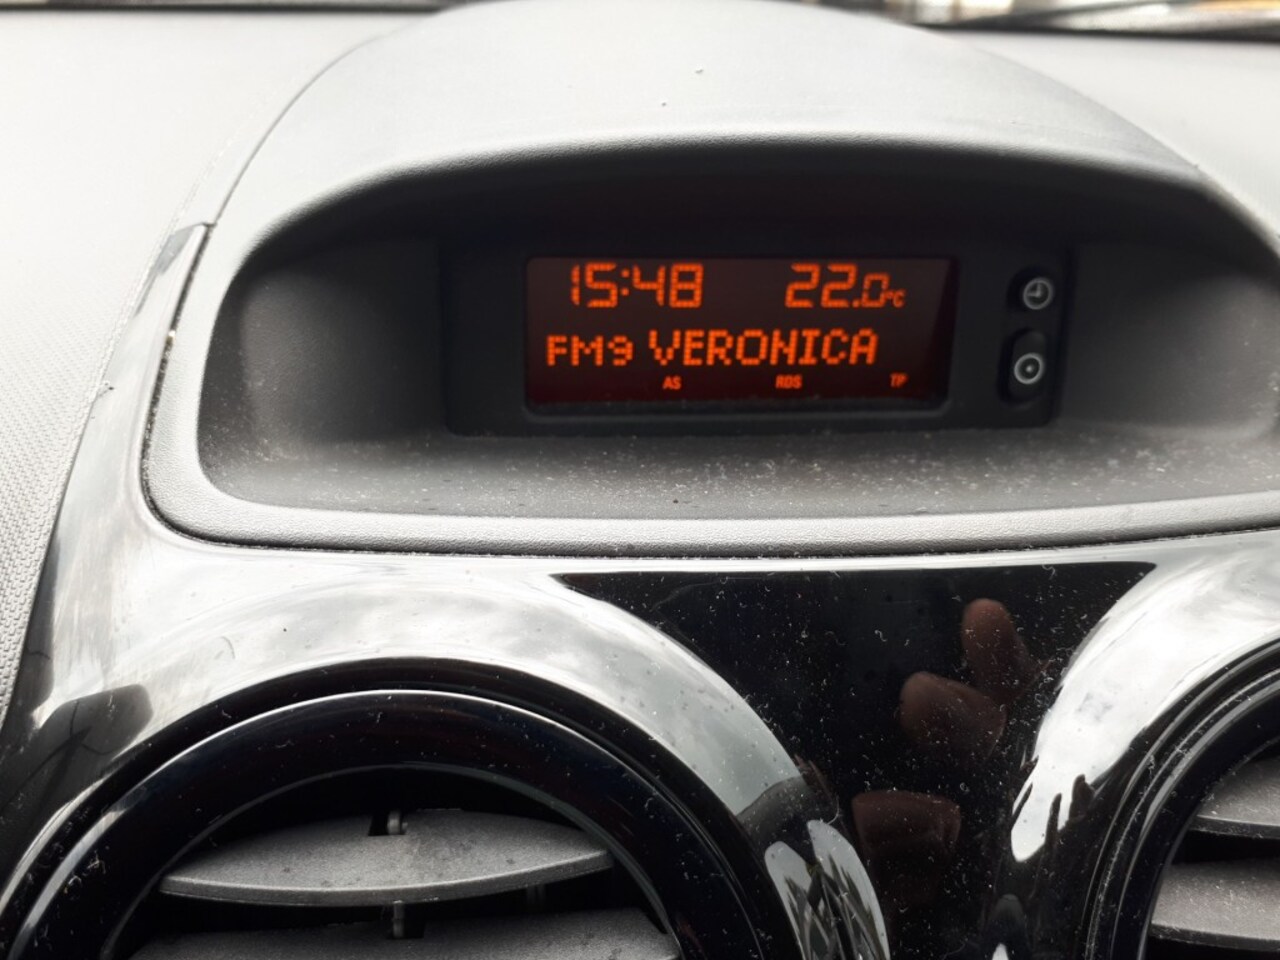 15:48 22.0°C
FM9 VERONICA
AS RDS TP